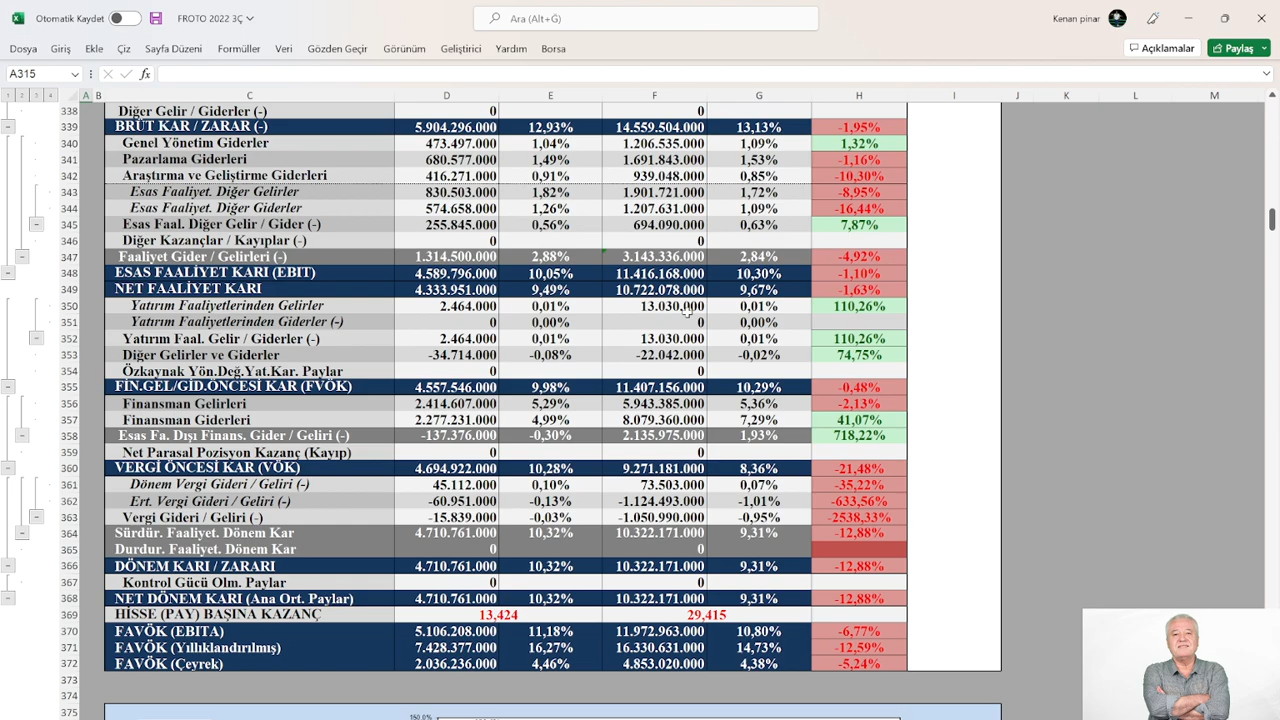 Otomatik Kaydet FROTO 2022 3Ç Ara (Alt+G) Kenan pinar
Dosya Giriş Ekle Çiz Sayfa Düzeni Formüller Veri Gözden Geçir Görünüm Geliştirici Yardım Borsa Açıklamalar Paylaş
A315 fx
1 2 3 4 A B C D E F G H I J K L M
338 Diğer Gelir / Giderler (-) 0 0
339 BRÜT KAR / ZARAR (-) 5.904.296.000 12,93% 14.559.504.000 13,13% -1,95%
340 Genel Yönetim Giderler 473.497.000 1,04% 1.206.535.000 1,09% 1,32%
341 Pazarlama Giderleri 680.577.000 1,49% 1.691.843.000 1,53% -1,16%
342 Araştırma ve Geliştirme Giderleri 416.271.000 0,91% 939.048.000 0,85% -10,30%
343 Esas Faaliyet. Diğer Gelirler 830.503.000 1,82% 1.901.721.000 1,72% -8,95%
344 Esas Faaliyet. Diğer Giderler 574.658.000 1,26% 1.207.631.000 1,09% -16,44%
345 Esas Faal. Diğer Gelir / Gider (-) 255.845.000 0,56% 694.090.000 0,63% 7,87%
346 Diğer Kazançlar / Kayıplar (-) 0 0
347 Faaliyet Gider / Gelirleri (-) 1.314.500.000 2,88% 3.143.336.000 2,84% -4,92%
348 ESAS FAALİYET KARI (EBIT) 4.589.796.000 10,05% 11.416.168.000 10,30% -1,10%
349 NET FAALİYET KARI 4.333.951.000 9,49% 10.722.078.000 9,67% -1,63%
350 Yatırım Faaliyetlerinden Gelirler 2.464.000 0,01% 13.030.000 0,01% 110,26%
351 Yatırım Faaliyetlerinden Giderler (-) 0 0,00% 0 0,00%
352 Yatırım Faal. Gelir / Giderler (-) 2.464.000 0,01% 13.030.000 0,01% 110,26%
353 Diğer Gelirler ve Giderler -34.714.000 -0,08% -22.042.000 -0,02% 74,75%
354 Özkaynak Yön.Değ.Yat.Kar. Paylar 0 0
355 FİN.GEL/GİD.ÖNCESİ KAR (FVÖK) 4.557.546.000 9,98% 11.407.156.000 10,29% -0,48%
356 Finansman Gelirleri 2.414.607.000 5,29% 5.943.385.000 5,36% -2,13%
357 Finansman Giderleri 2.277.231.000 4,99% 8.079.360.000 7,29% 41,07%
358 Esas Fa. Dışı Finans. Gider / Geliri (-) -137.376.000 -0,30% 2.135.975.000 1,93% 718,22%
359 Net Parasal Pozisyon Kazanç (Kayıp) 0 0
360 VERGİ ÖNCESİ KAR (VÖK) 4.694.922.000 10,28% 9.271.181.000 8,36% -21,48%
361 Dönem Vergi Gideri / Geliri (-) 45.112.000 0,10% 73.503.000 0,07% -35,22%
362 Ert. Vergi Gideri / Geliri (-) -60.951.000 -0,13% -1.124.493.000 -1,01% -633,56%
363 Vergi Gideri / Geliri (-) -15.839.000 -0,03% -1.050.990.000 -0,95% -2538,33%
364 Sürdür. Faaliyet. Dönem Kar 4.710.761.000 10,32% 10.322.171.000 9,31% -12,88%
365 Durdur. Faaliyet. Dönem Kar 0 0
366 DÖNEM KARI / ZARARI 4.710.761.000 10,32% 10.322.171.000 9,31% -12,88%
367 Kontrol Gücü Olm. Paylar 0 0
368 NET DÖNEM KARI (Ana Ort. Paylar) 4.710.761.000 10,32% 10.322.171.000 9,31% -12,88%
369 HİSSE (PAY) BAŞINA KAZANÇ 13,424 29,415
370 FAVÖK (EBITA) 5.106.208.000 11,18% 11.972.963.000 10,80% -6,77%
371 FAVÖK (Yıllıklandırılmış) 7.428.377.000 16,27% 16.330.631.000 14,73% -12,59%
372 FAVÖK (Çeyrek) 2.036.236.000 4,46% 4.853.020.000 4,38% -5,24%
373
374
375 150.0%